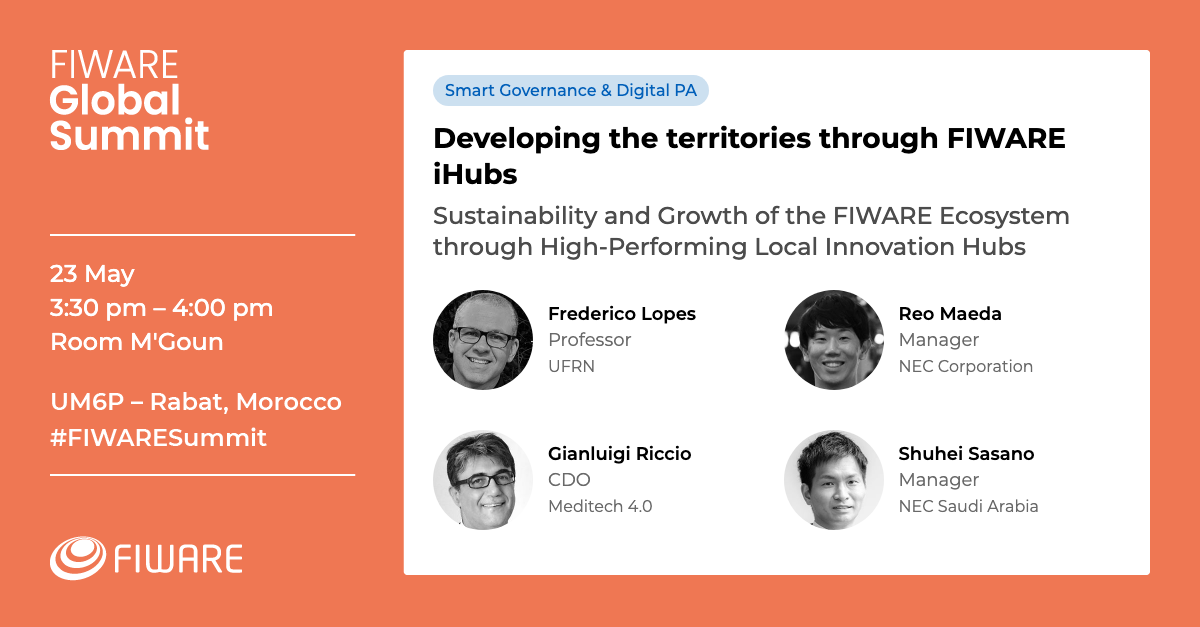 FIWARE
Global
Summit
23 May
3:30 pm – 4:00 pm
Room M'Goun
UM6P – Rabat, Morocco
#FIWARESummit
FIWARE
Smart Governance & Digital PA
Developing the territories through FIWARE
iHubs
Sustainability and Growth of the FIWARE Ecosystem
through High-Performing Local Innovation Hubs
Frederico Lopes
Professor
UFRN
Reo Maeda
Manager
NEC Corporation
Gianluigi Riccio
CDO
Meditech 4.0
Shuhei Sasano
Manager
NEC Saudi Arabia